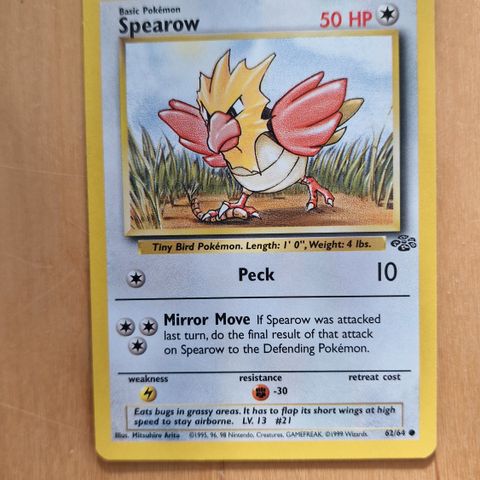 Basic Pokémon
Spearow 50 HP
Tiny Bird Pokémon. Length: 1' 0", Weight: 4 lbs.
Peck 10
Mirror Move If Spearow was attacked
last turn, do the final result of that attack
on Spearow to the Defending Pokémon.
weakness resistance retreat cost
-30
Eats bugs in grassy areas. It has to flap its short wings at high
speed to stay airborne. LV. 13 #21
Illus. Mitsuhiro Arita ©1995, 96, 98 Nintendo, Creatures, GAMEFREAK. ©1999 Wizards. 62/64